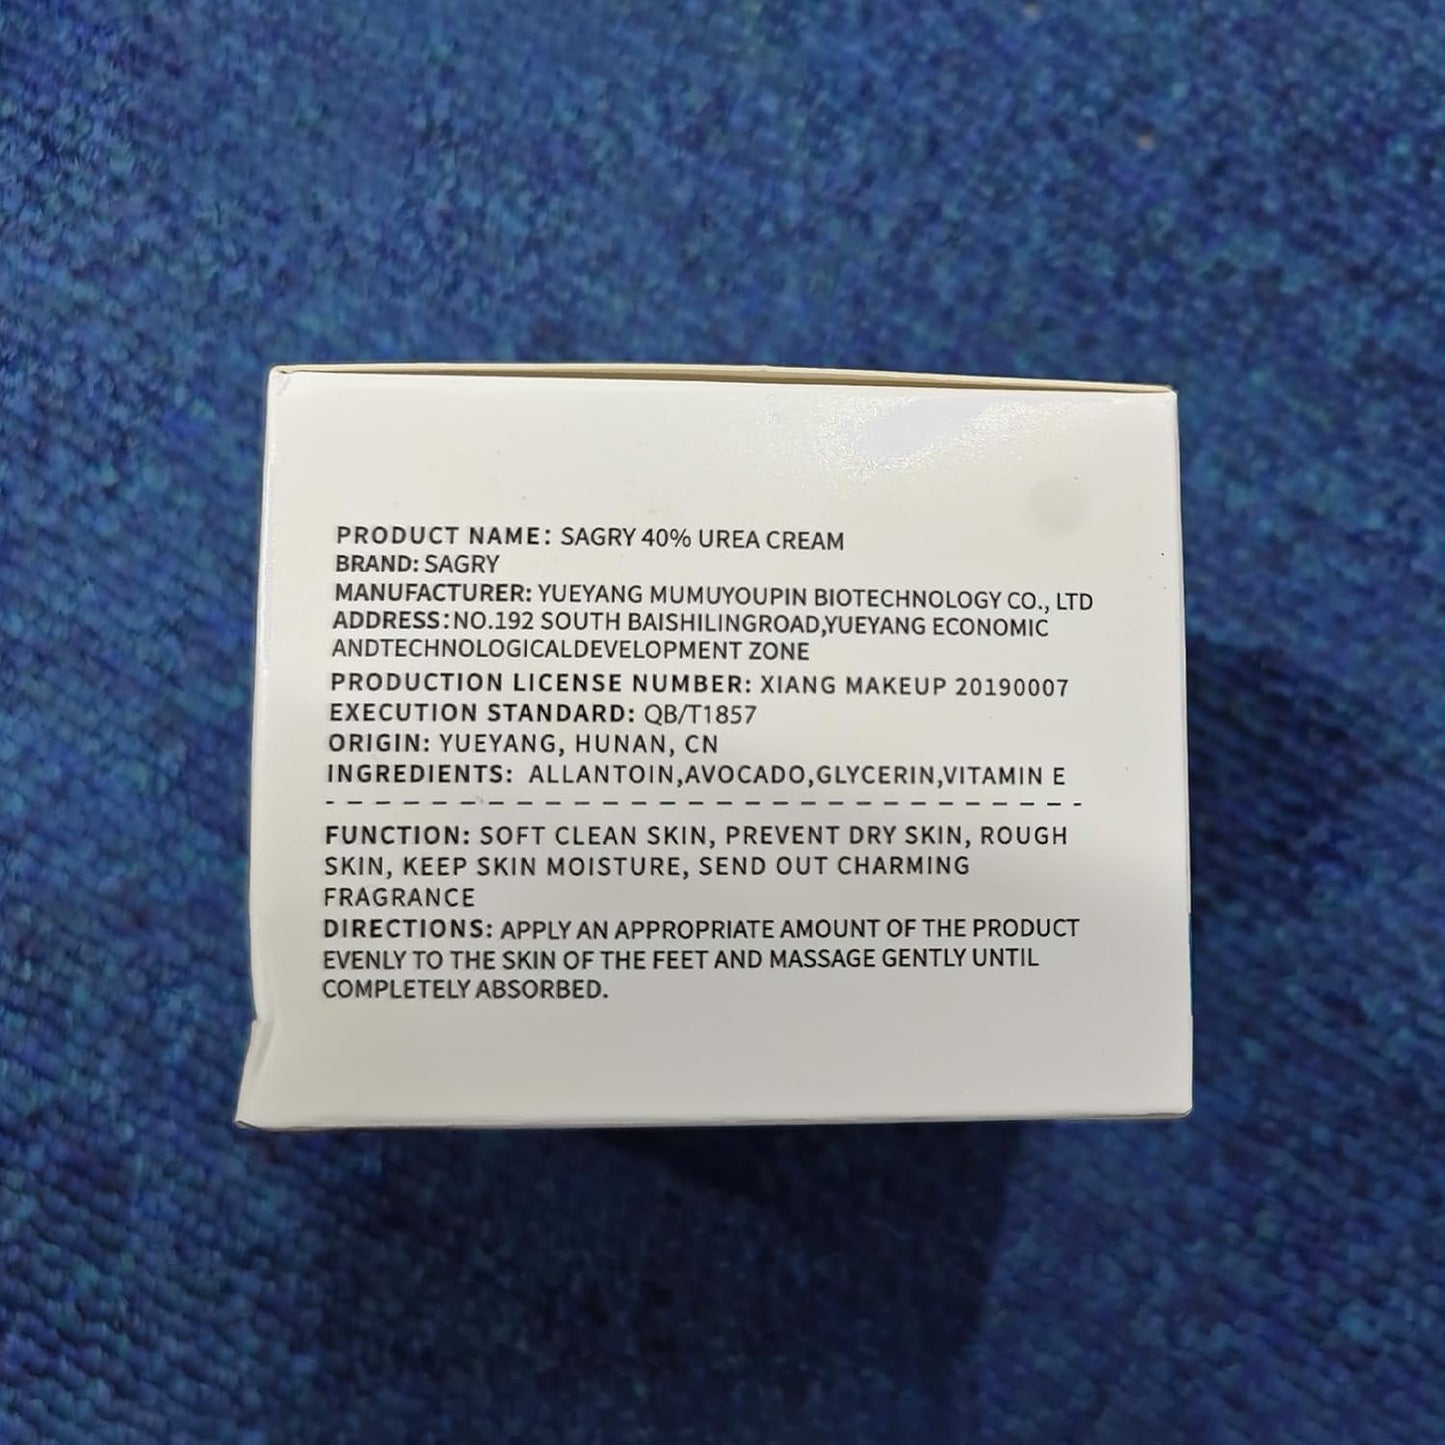 PRODUCT NAME: SAGRY 40% UREA CREAM
BRAND: SAGRY
MANUFACTURER: YUEYANG MUMUYOUPIN BIOTECHNOLOGY CO., LTD
ADDRESS:NO.192 SOUTH BAISHILINGROAD,YUEYANG ECONOMIC
ANDTECHNOLOGICALDEVELOPMENT ZONE
PRODUCTION LICENSE NUMBER: XIANG MAKEUP 20190007
EXECUTION STANDARD: QB/T1857
ORIGIN: YUEYANG, HUNAN, CN
INGREDIENTS: ALLANTOIN,AVOCADO,GLYCERIN,VITAMIN E
FUNCTION: SOFT CLEAN SKIN, PREVENT DRY SKIN, ROUGH
SKIN, KEEP SKIN MOISTURE, SEND OUT CHARMING
FRAGRANCE
DIRECTIONS: APPLY AN APPROPRIATE AMOUNT OF THE PRODUCT
EVENLY TO THE SKIN OF THE FEET AND MASSAGE GENTLY UNTIL
COMPLETELY ABSORBED.